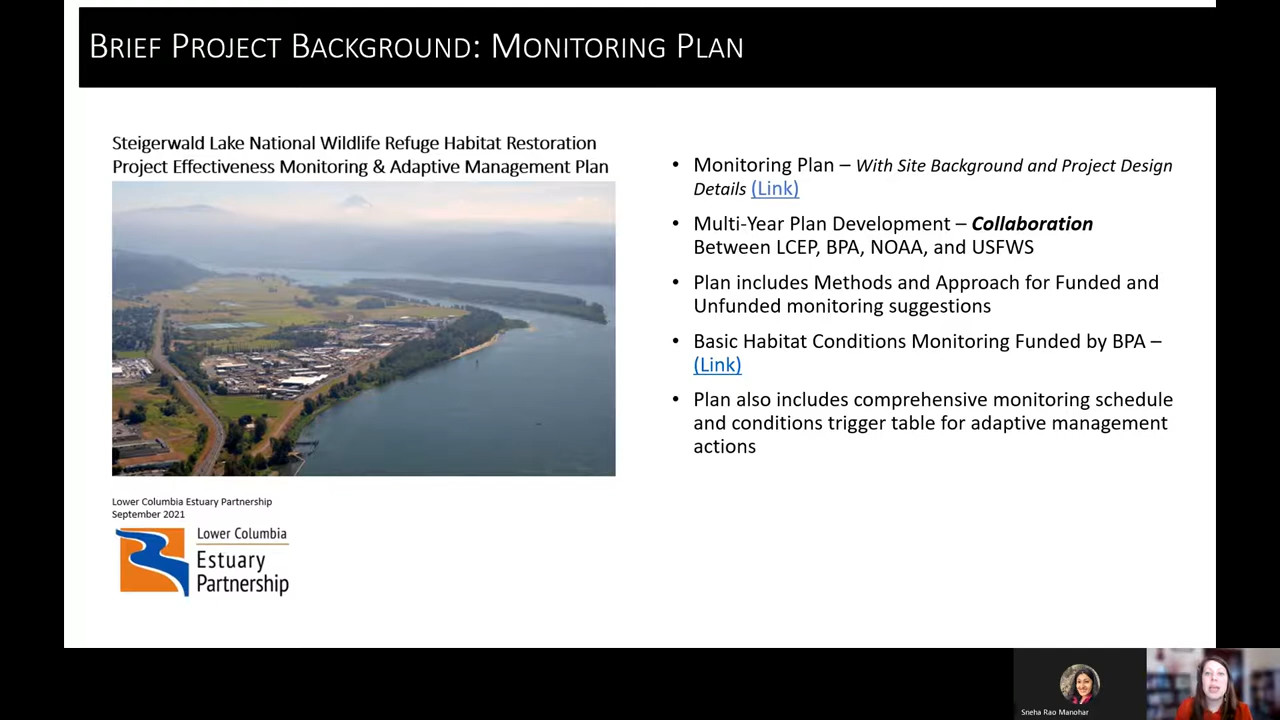 BRIEF PROJECT BACKGROUND: MONITORING PLAN
Steigerwald Lake National Wildlife Refuge Habitat Restoration
Project Effectiveness Monitoring & Adaptive Management Plan
Lower Columbia Estuary Partnership
September 2021
Lower Columbia
Estuary
Partnership
• Monitoring Plan – With Site Background and Project Design
Details (Link)
• Multi-Year Plan Development – Collaboration
Between LCEP, BPA, NOAA, and USFWS
• Plan includes Methods and Approach for Funded and
Unfunded monitoring suggestions
• Basic Habitat Conditions Monitoring Funded by BPA –
(Link)
• Plan also includes comprehensive monitoring schedule
and conditions trigger table for adaptive management
actions
Sneha Rao Manohar